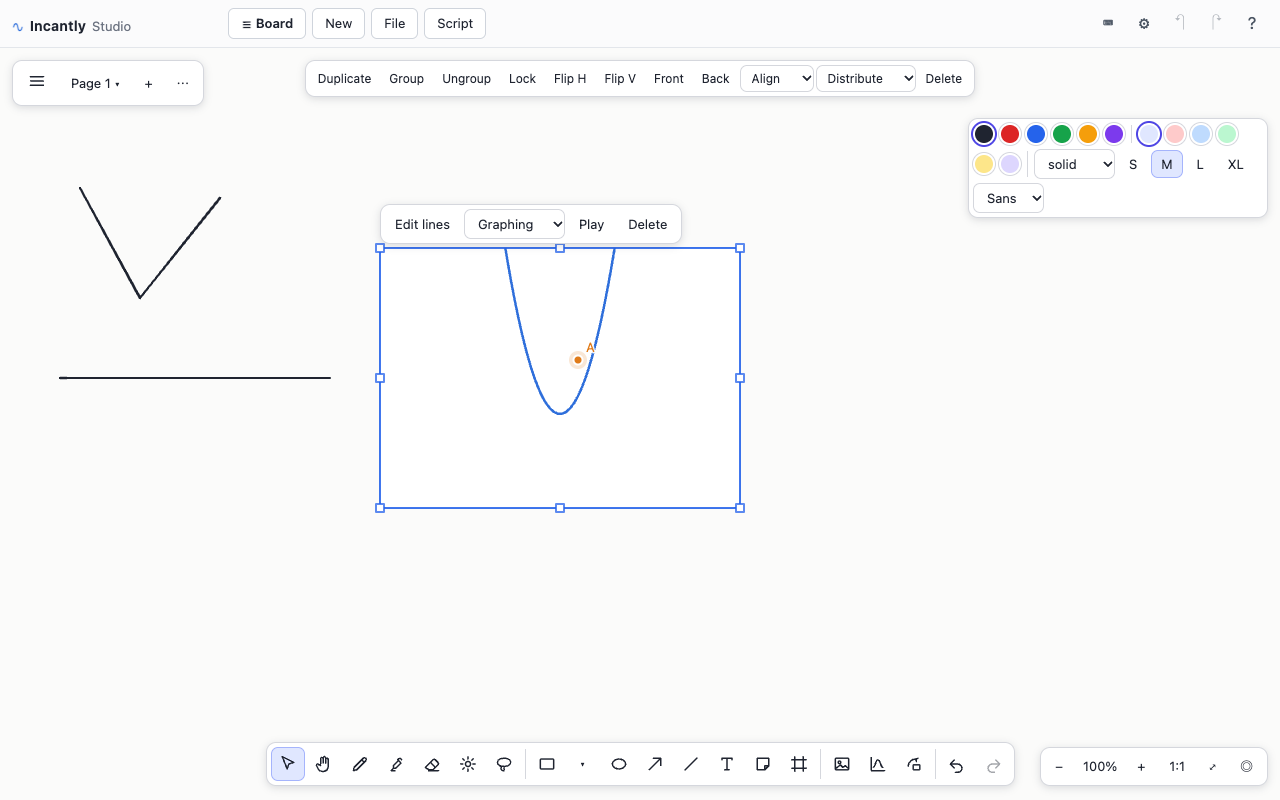 Incantly Studio
Board New File Script
?
Page 1 + ...
Duplicate Group Ungroup Lock Flip H Flip V Front Back Align Distribute Delete
solid S M L XL
Sans
Edit lines Graphing Play Delete
A
− 100% + 1:1